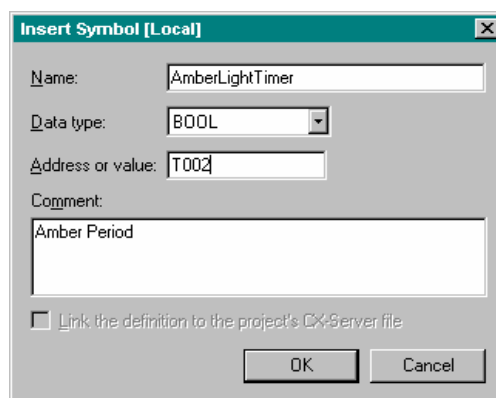 Insert Symbol [Local]
Name: AmberLightTimer
Data type: BOOL
Address or value: T002
Comment:
Amber Period
Link the definition to the project's CX-Server file
OK Cancel